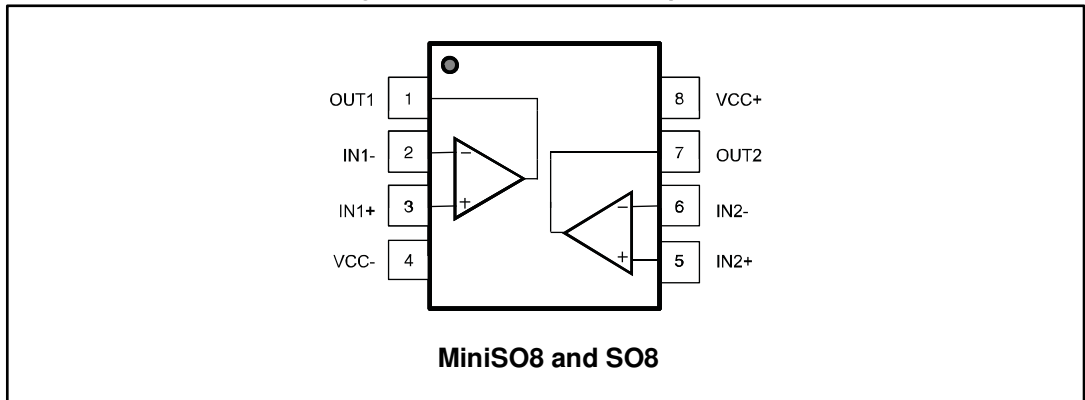 OUT1 1 8 VCC+
IN1- 2 − 7 OUT2
IN1+ 3 + − 6 IN2-
VCC- 4 + 5 IN2+
MiniSO8 and SO8